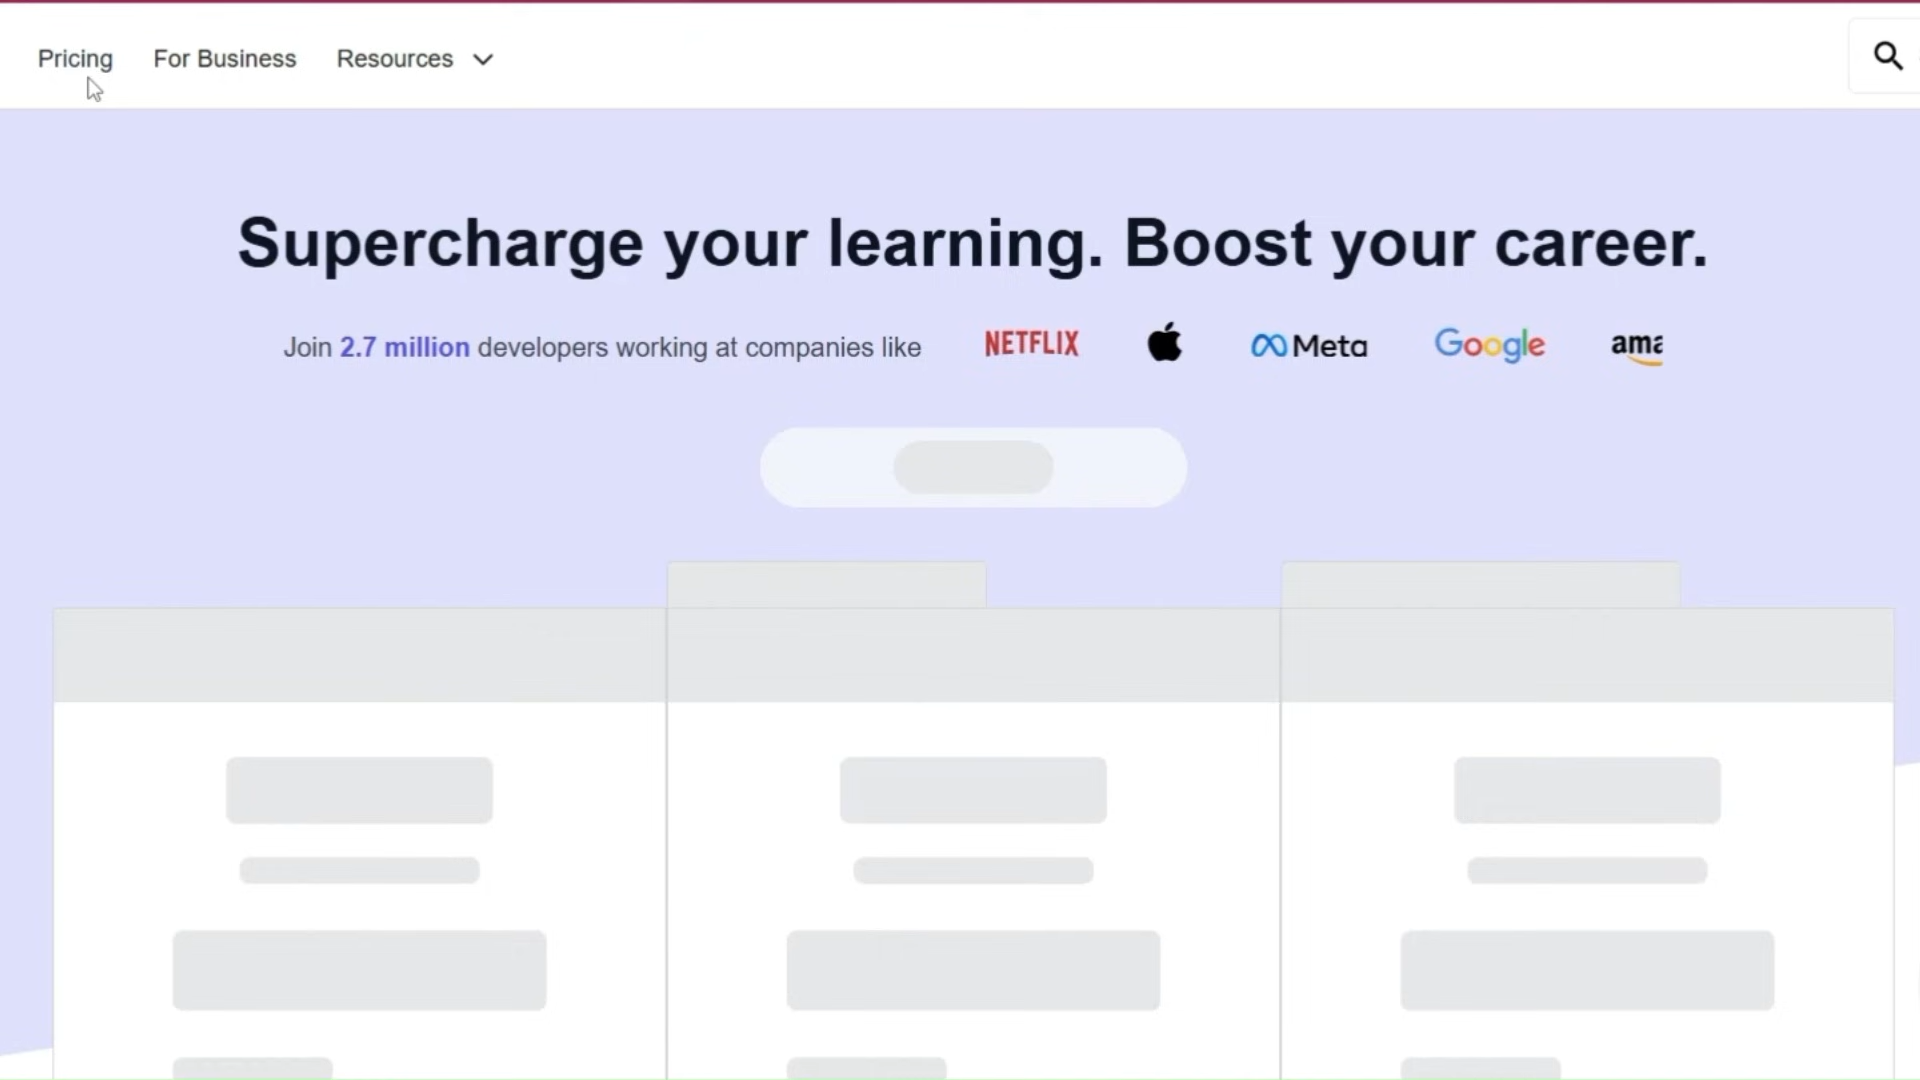 Pricing For Business Resources
Supercharge your learning. Boost your career.
Join 2.7 million developers working at companies like NETFLIX Meta Google ama